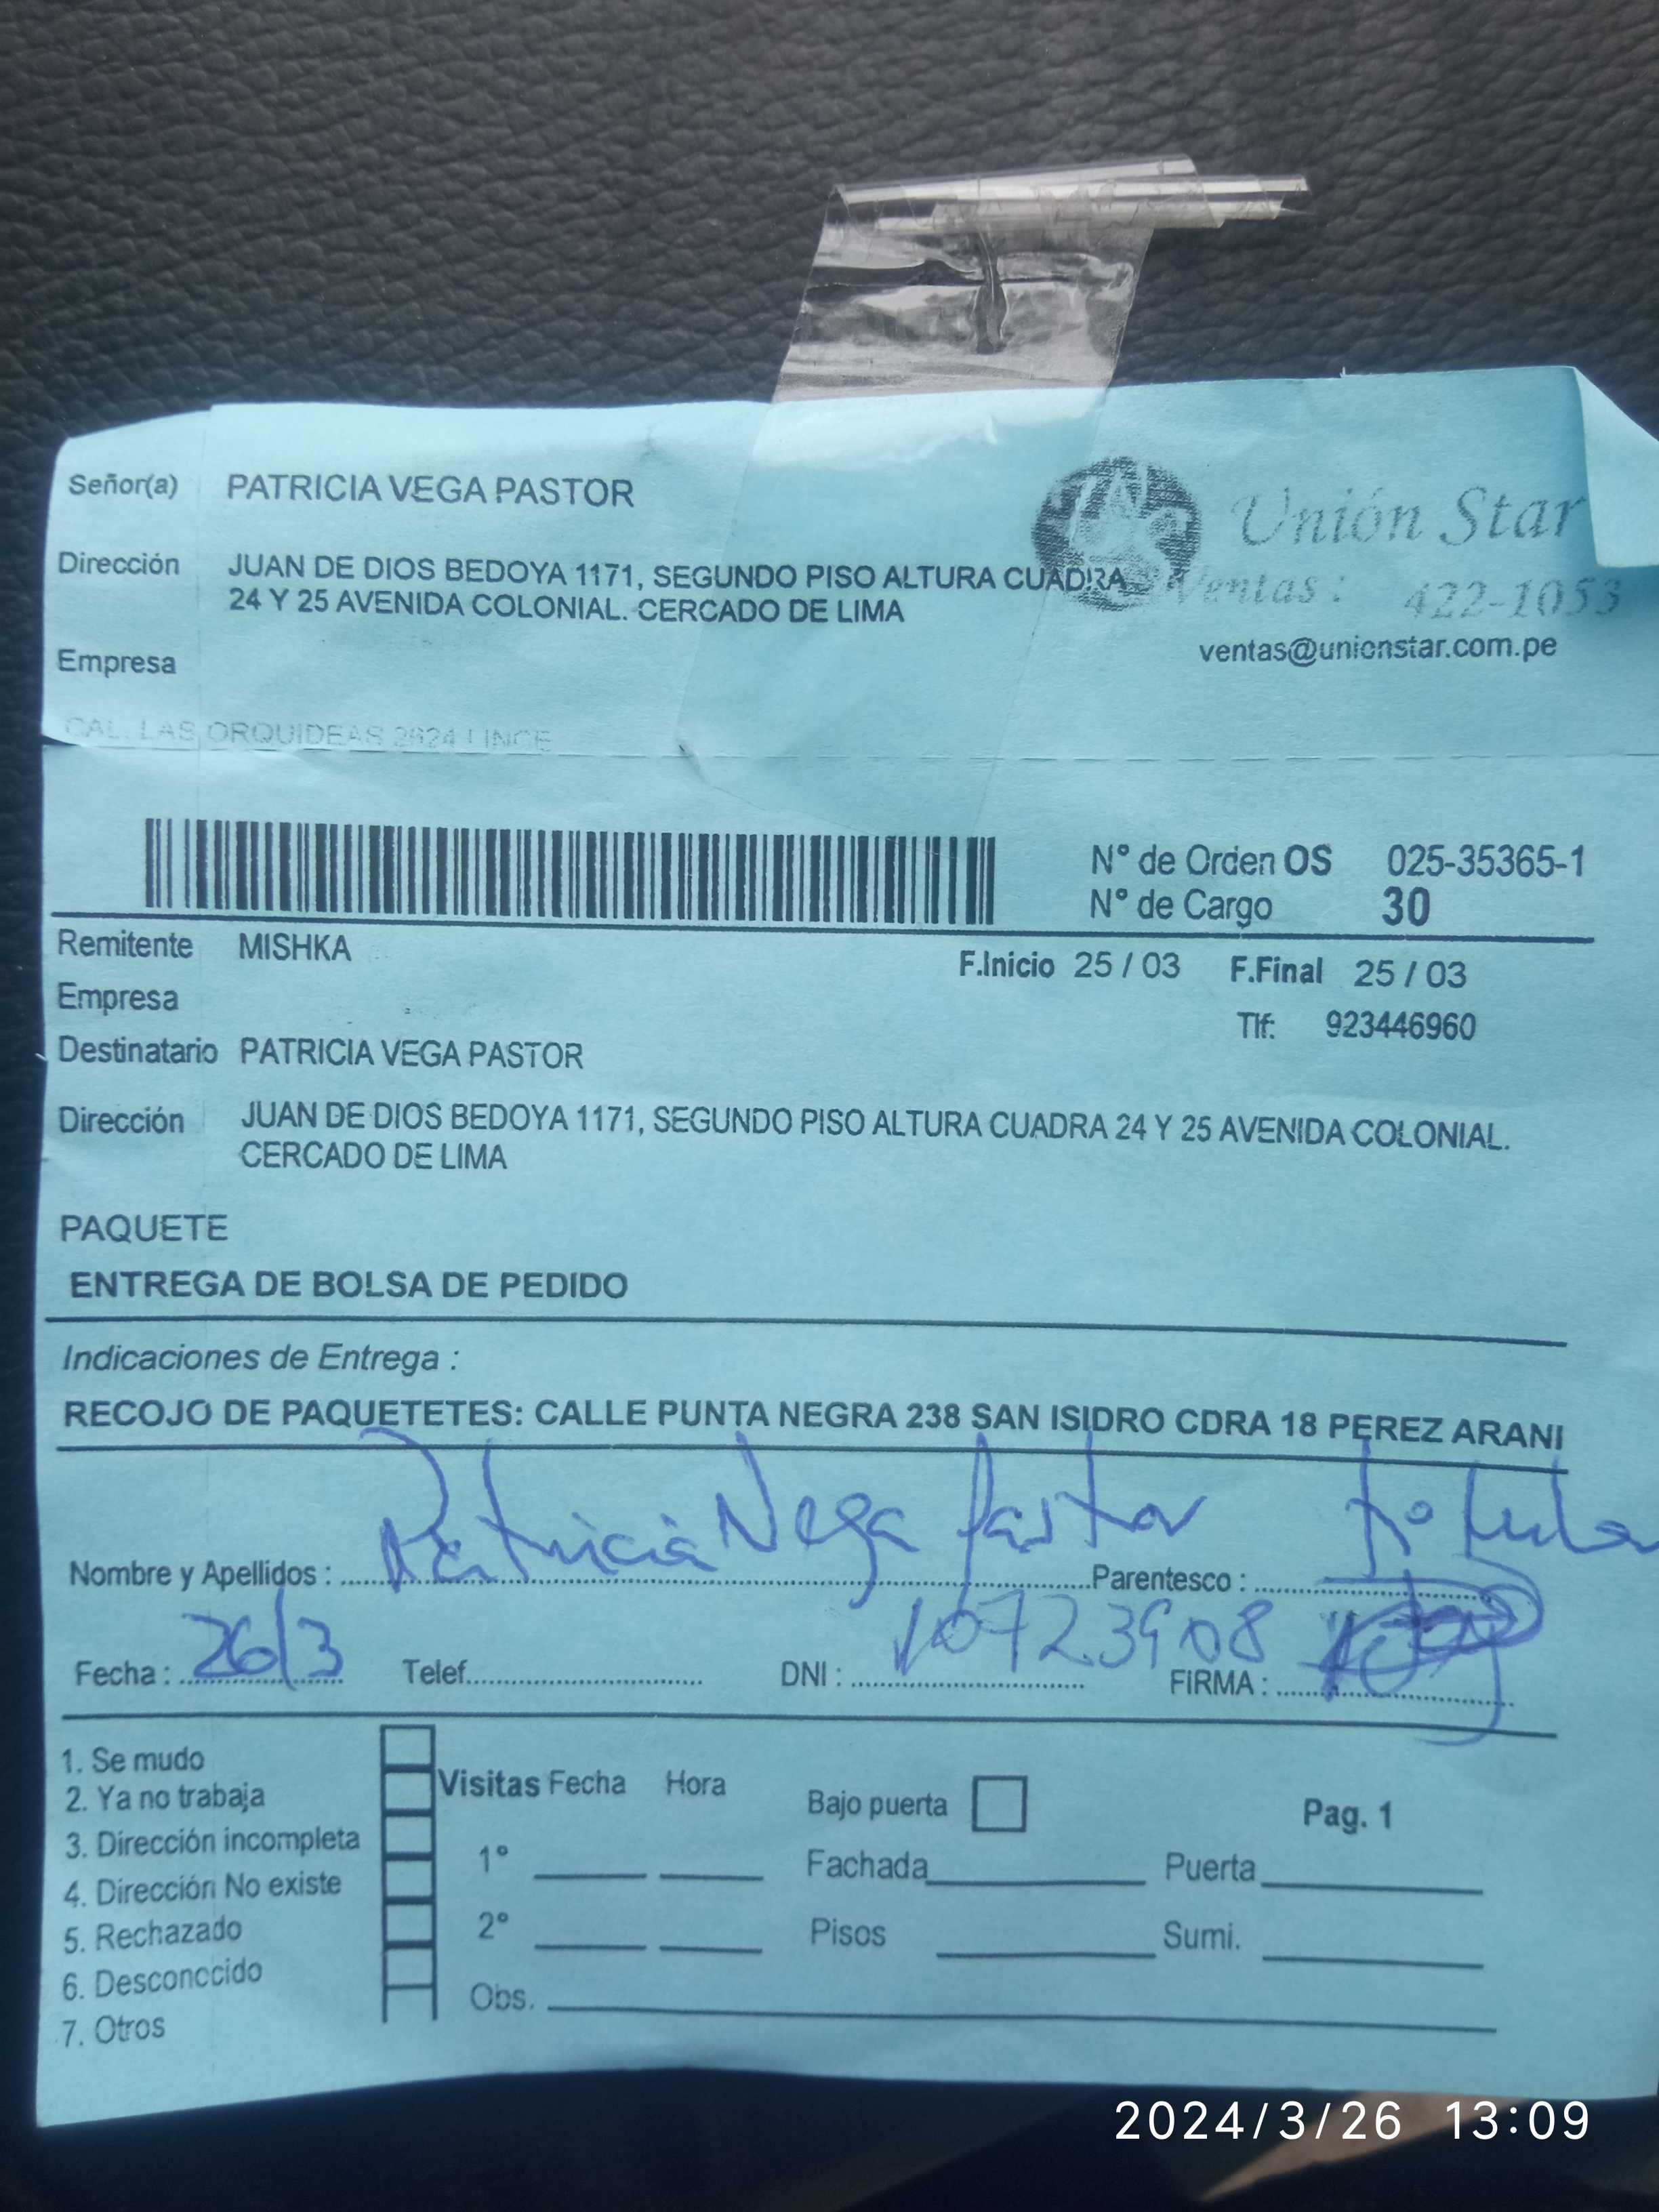 Señor(a) PATRICIA VEGA PASTOR
Unión Star
Dirección JUAN DE DIOS BEDOYA 1171, SEGUNDO PISO ALTURA CUADRA
24 Y 25 AVENIDA COLONIAL. CERCADO DE LIMA
Ventas: 422-1053
ventas@unionstar.com.pe
Empresa
CAL. LAS ORQUIDEAS 2624 LINCE
N° de Orden OS 025-35365-1
N° de Cargo 30
Remitente MISHKA
F.Inicio 25 / 03 F.Final 25 / 03
Empresa
Tlf: 923446960
Destinatario PATRICIA VEGA PASTOR
Dirección JUAN DE DIOS BEDOYA 1171, SEGUNDO PISO ALTURA CUADRA 24 Y 25 AVENIDA COLONIAL.
CERCADO DE LIMA
PAQUETE
ENTREGA DE BOLSA DE PEDIDO
Indicaciones de Entrega :
RECOJO DE PAQUETETES: CALLE PUNTA NEGRA 238 SAN ISIDRO CDRA 18 PEREZ ARANI
Nombre y Apellidos : Patricia Vega Pastor Parentesco :
Fecha : 26/3 Telef. DNI : 10723908 FIRMA :
1. Se mudo
2. Ya no trabaja
3. Dirección incompleta
4. Dirección No existe
5. Rechazado
6. Desconocido
7. Otros
Visitas Fecha Hora
1°
2°
Obs.
Bajo puerta
Pag. 1
Fachada Puerta
Pisos Sumi.
2024/3/26 13:09